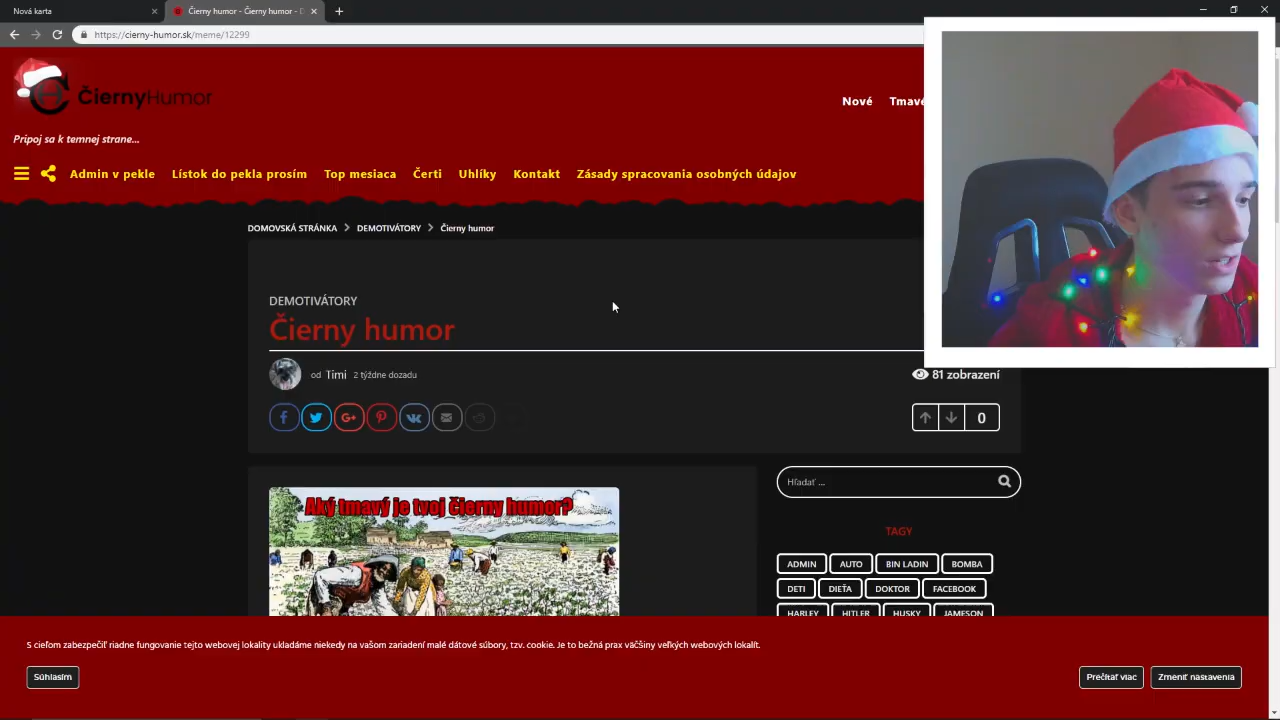 Nová karta
Čierny humor - Čierny humor - D
https://cierny-humor.sk/meme/12299
ČiernyHumor
Nové
Tmavé
Pripoj sa k temnej strane...
Admin v pekle
Lístok do pekla prosím
Top mesiaca
Čerti
Uhlíky
Kontakt
Zásady spracovania osobných údajov
DOMOVSKÁ STRÁNKA
DEMOTIVÁTORY
Čierny humor
DEMOTIVÁTORY
Čierny humor
od Timi 2 týždne dozadu
81 zobrazení
0
Hľadať ...
Aký tmavý je tvoj čierny humor?
TAGY
ADMIN
AUTO
BIN LADIN
BOMBA
DETI
DIEŤA
DOKTOR
FACEBOOK
HARLEY
HITLER
HUSKY
JAMESON
S cieľom zabezpečiť riadne fungovanie tejto webovej lokality ukladáme niekedy na vašom zariadení malé dátové súbory, tzv. cookie. Je to bežná prax väčšiny veľkých webových lokalít.
Súhlasím
Prečítať viac
Zmeniť nastavenia